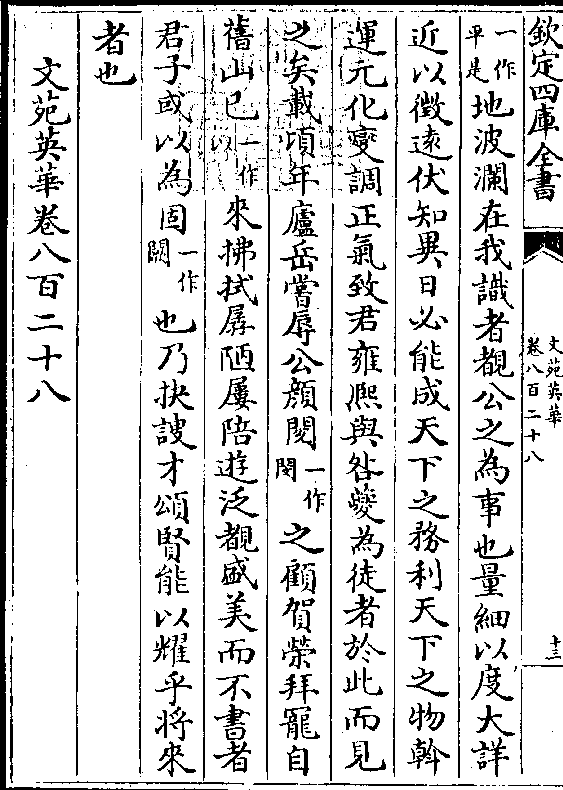 欽定四庫全書
文苑英華
卷八百二十八
十三
一作平是地波瀾在我識者覩公之為事也量細以度大詳
近以徵遠伏知異日必能成天下之務利天下之物斡
運元化變調正氣致君雍熈與咎夔為徒者於此而見
之矣載項年廬岳嘗辱公顔閔一作閔之顧賀榮拜寵自
舊山已一作以來拂拭孱陋屢陪遊泛覩盛美而不書者
君子或以為固一作闕也乃抉謏才頌賢能以耀乎將來
者也
文苑英華卷八百二十八